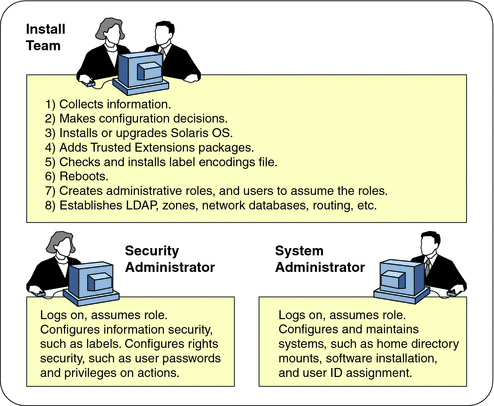 Install
Team
1) Collects information.
2) Makes configuration decisions.
3) Installs or upgrades Solaris OS.
4) Adds Trusted Extensions packages.
5) Checks and installs label encodings file.
6) Reboots.
7) Creates administrative roles, and users to assume the roles.
8) Establishes LDAP, zones, network databases, routing, etc.
Security
Administrator
Logs on, assumes role.
Configures information security,
such as labels. Configures rights
security, such as user passwords
and privileges on actions.
System
Administrator
Logs on, assumes role.
Configures and maintains
systems, such as home directory
mounts, software installation,
and user ID assignment.